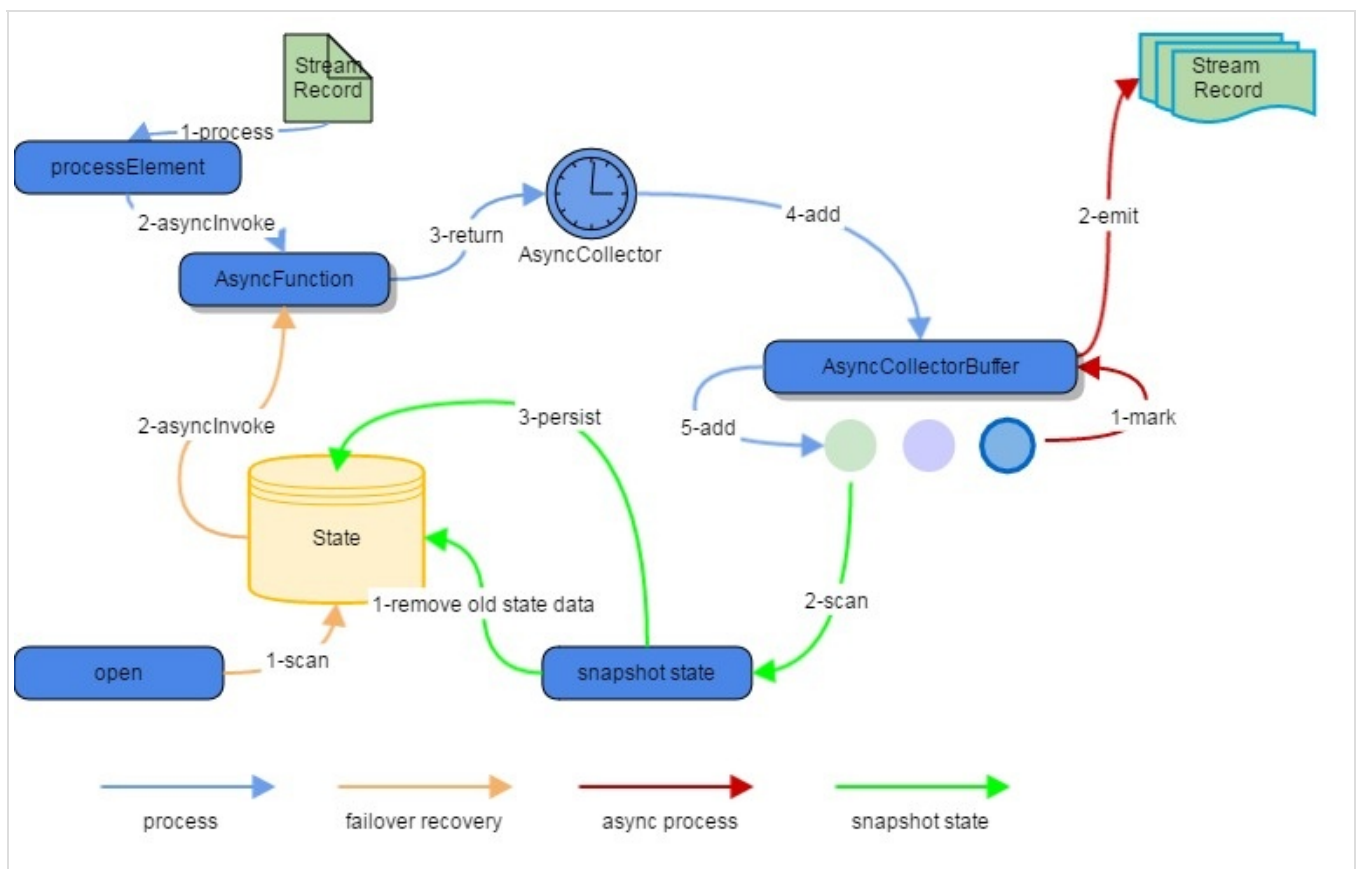 Stream
Record
Stream
Record
1-process
processElement
2-asyncInvoke
3-return
4-add
2-emit
AsyncCollector
AsyncFunction
AsyncCollectorBuffer
2-asyncInvoke
3-persist
5-add
1-mark
State
1-remove old state data
2-scan
open
1-scan
snapshot state
process
failover recovery
async process
snapshot state